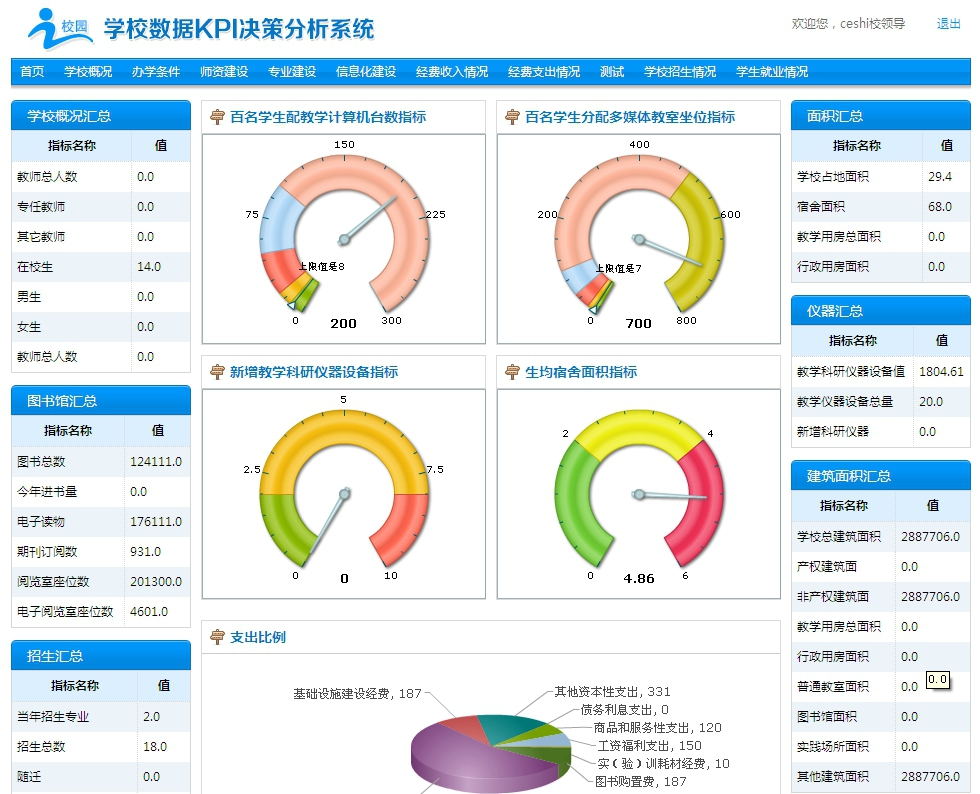 校园
学校数据KPI决策分析系统
欢迎您，ceshi校领导 退出
首页 学校概况 办学条件 师资建设 专业建设 信息化建设 经费收入情况 经费支出情况 测试 学校招生情况 学生就业情况
学校概况汇总
指标名称 值
教师总人数 0.0
专任教师 0.0
其它教师 0.0
在校生 14.0
男生 0.0
女生 0.0
教师总人数 0.0
图书馆汇总
指标名称 值
图书总数 124111.0
今年进书量 0.0
电子读物 176111.0
期刊订阅数 931.0
阅览室座位数 201300.0
电子阅览室座位数 4601.0
招生汇总
指标名称 值
当年招生专业 2.0
招生总数 18.0
随迁 0.0
百名学生配教学计算机台数指标
150
75
225
上限值是8
0
200
300
百名学生分配多媒体教室坐位指标
400
200
600
上限值是7
0
700
800
新增教学科研仪器设备指标
5
2.5
7.5
0
0
10
生均宿舍面积指标
2
4
0
4.86
6
支出比例
基础设施建设经费, 187
其他资本性支出, 331
债务利息支出, 0
商品和服务性支出, 120
工资福利支出, 150
实（验）训耗材经费, 10
图书购置费, 187
面积汇总
指标名称 值
学校占地面积 29.4
宿舍面积 68.0
教学用房总面积 0.0
行政用房面积 0.0
仪器汇总
指标名称 值
教学科研仪器设备值 1804.61
教学仪器设备总量 20.0
新增科研仪器 0.0
建筑面积汇总
指标名称 值
学校总建筑面积 2887706.0
产权建筑面 0.0
非产权建筑面 2887706.0
教学用房总面积 0.0
行政用房面积 0.0
普通教室面积 0.0
0.0
图书馆面积 0.0
实践场所面积 0.0
其他建筑面积 2887706.0